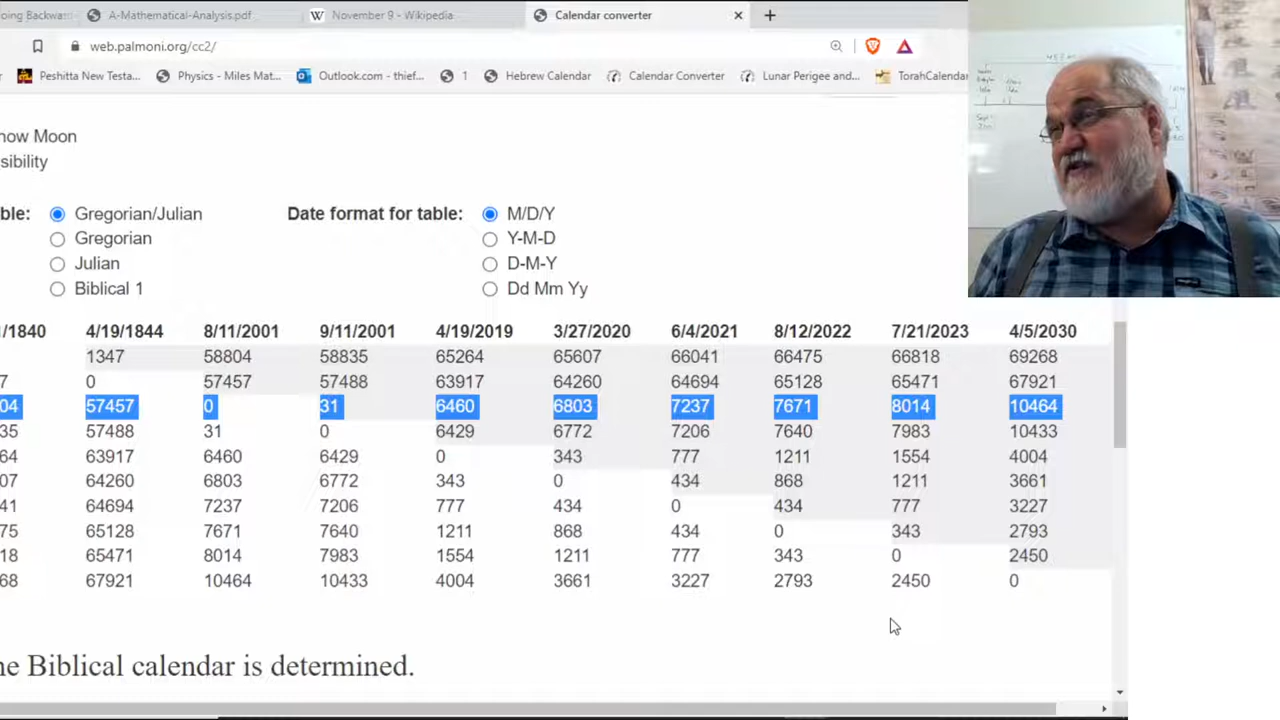 oing Backwa
A-Mathematical-Analysis.pdf
November 9 - Wikipedia
Calendar converter
web.palmoni.org/cc2/
Peshitta New Testa...
Physics - Miles Mat...
Outlook.com - thief...
1
Hebrew Calendar
Calendar Converter
Lunar Perigee and...
TorahCalenda
now Moon
sibility
ble: Gregorian/Julian Date format for table: M/D/Y
Gregorian Y-M-D
Julian D-M-Y
Biblical 1 Dd Mm Yy
1/1840 4/19/1844 8/11/2001 9/11/2001 4/19/2019 3/27/2020 6/4/2021 8/12/2022 7/21/2023 4/5/2030
1347 58804 58835 65264 65607 66041 66475 66818 69268
7 0 57457 57488 63917 64260 64694 65128 65471 67921
04 57457 0 31 6460 6803 7237 7671 8014 10464
35 57488 31 0 6429 6772 7206 7640 7983 10433
64 63917 6460 6429 0 343 777 1211 1554 4004
07 64260 6803 6772 343 0 434 868 1211 3661
41 64694 7237 7206 777 434 0 434 777 3227
75 65128 7671 7640 1211 868 434 0 343 2793
18 65471 8014 7983 1554 1211 777 343 0 2450
68 67921 10464 10433 4004 3661 3227 2793 2450 0
he Biblical calendar is determined.